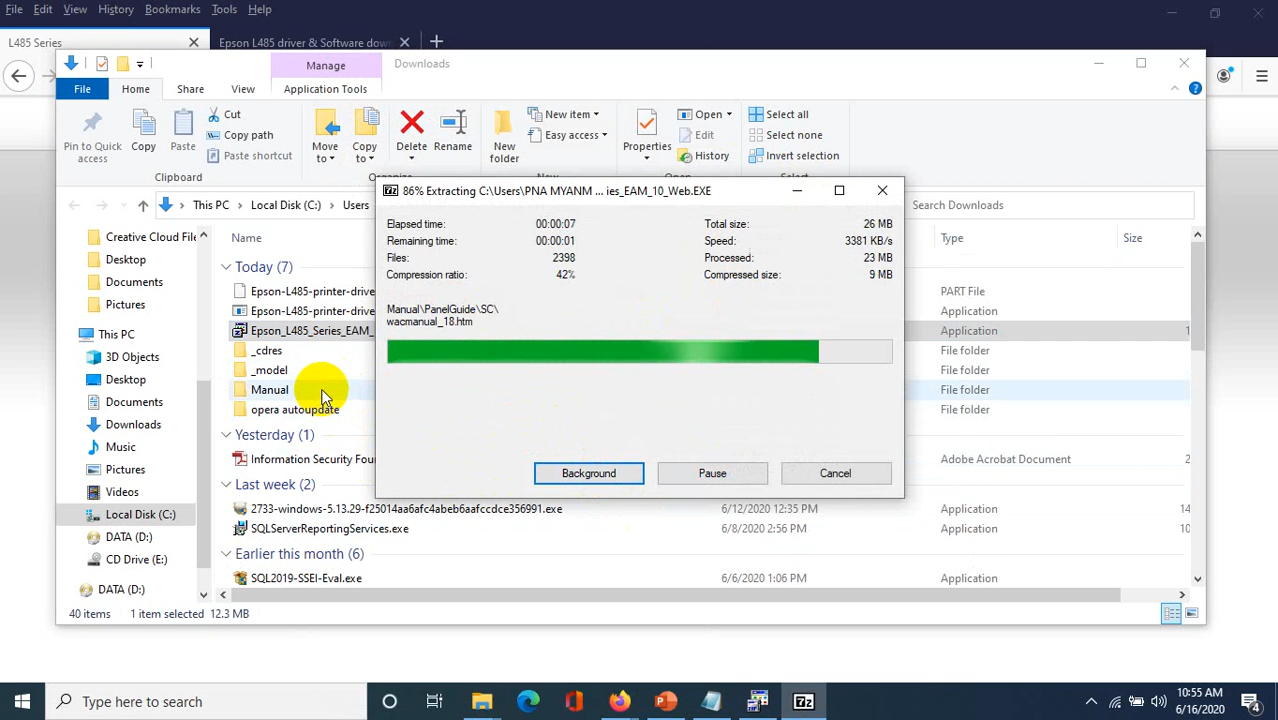 File Edit View History Bookmarks Tools Help
L485 Series
Epson L485 driver & Software dow
Manage
Downloads
File Home Share View Application Tools
Pin to Quick access
Copy
Paste
Cut
Copy path
Paste shortcut
Clipboard
Move to
Copy to
Delete
Rename
Organize
New folder
New item
Easy access
New
Properties
Open
Edit
History
Select all
Select none
Invert selection
This PC
Local Disk (C:)
Users
Search Downloads
Creative Cloud File
Desktop
Documents
Pictures
This PC
3D Objects
Desktop
Documents
Downloads
Music
Pictures
Videos
Local Disk (C:)
DATA (D:)
CD Drive (E:)
DATA (D:)
Name
Type
Size
Today (7)
Epson-L485-printer-drive
PART File
Epson-L485-printer-drive
Application
Epson_L485_Series_EAM_
Application
1
_cdres
File folder
_model
File folder
Manual
File folder
opera autoupdate
File folder
Yesterday (1)
Information Security Fou
Adobe Acrobat Document
2
Last week (2)
2733-windows-5.13.29-f25014aa6afc4abeb6aafccdce356991.exe
6/12/2020 12:35 PM
Application
14
SQLServerReportingServices.exe
6/8/2020 2:56 PM
Application
10
Earlier this month (6)
SQL2019-SSEI-Eval.exe
6/6/2020 1:06 PM
Application
40 items
1 item selected 12.3 MB
7z 86% Extracting C:\Users\PNA MYANM ... ies_EAM_10_Web.EXE
Elapsed time: 00:00:07
Total size: 26 MB
Remaining time: 00:00:01
Speed: 3381 KB/s
Files: 2398
Processed: 23 MB
Compression ratio: 42%
Compressed size: 9 MB
Manual\PanelGuide\SC\
wacmanual_18.htm
Background
Pause
Cancel
Type here to search
7z
10:55 AM
6/16/2020
4